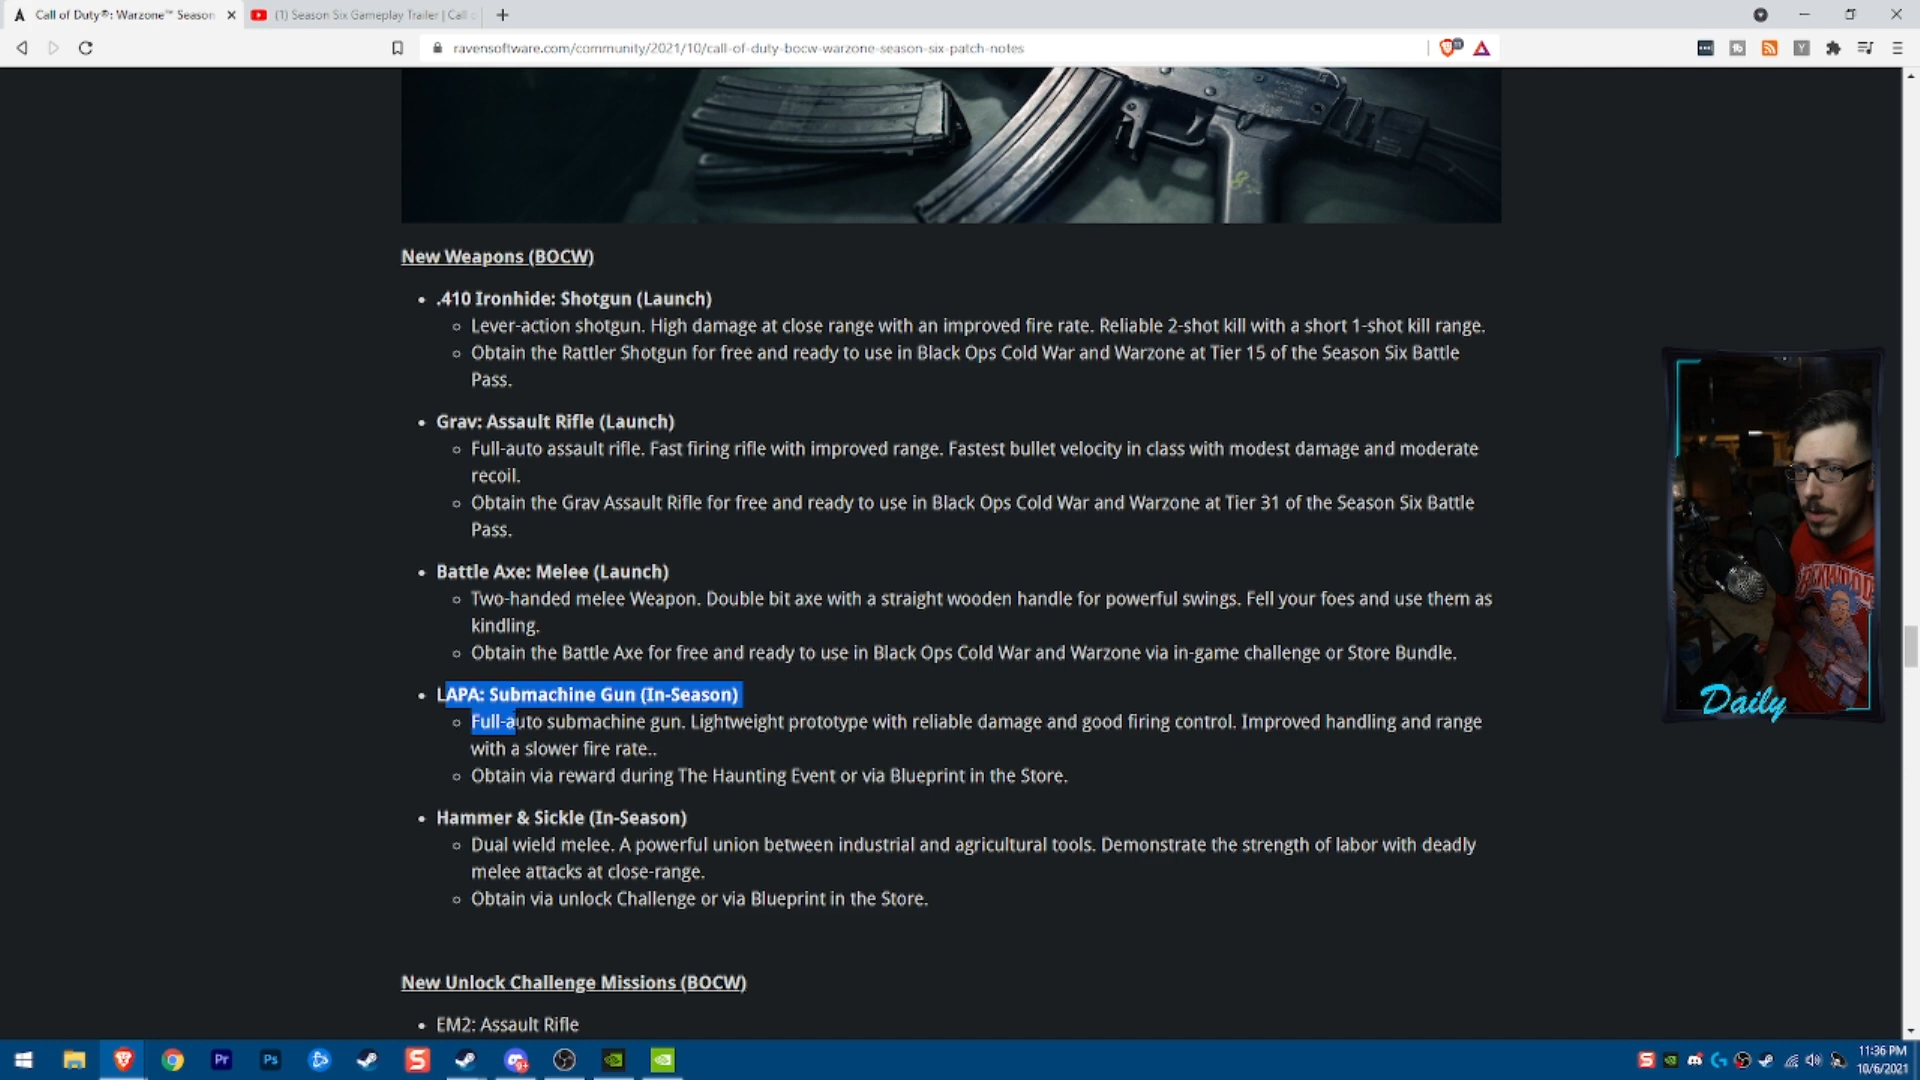 Call of Duty®: Warzone™ Season
(1) Season Six Gameplay Trailer | Call
ravensoftware.com/community/2021/10/call-of-duty-bocw-warzone-season-six-patch-notes
New Weapons (BOCW)
• .410 Ironhide: Shotgun (Launch)
Lever-action shotgun. High damage at close range with an improved fire rate. Reliable 2-shot kill with a short 1-shot kill range.
Obtain the Rattler Shotgun for free and ready to use in Black Ops Cold War and Warzone at Tier 15 of the Season Six Battle
Pass.
• Grav: Assault Rifle (Launch)
Full-auto assault rifle. Fast firing rifle with improved range. Fastest bullet velocity in class with modest damage and moderate
recoil.
Obtain the Grav Assault Rifle for free and ready to use in Black Ops Cold War and Warzone at Tier 31 of the Season Six Battle
Pass.
• Battle Axe: Melee (Launch)
Two-handed melee Weapon. Double bit axe with a straight wooden handle for powerful swings. Fell your foes and use them as
kindling.
Obtain the Battle Axe for free and ready to use in Black Ops Cold War and Warzone via in-game challenge or Store Bundle.
Daily
• LAPA: Submachine Gun (In-Season)
Full-auto submachine gun. Lightweight prototype with reliable damage and good firing control. Improved handling and range
with a slower fire rate..
Obtain via reward during The Haunting Event or via Blueprint in the Store.
• Hammer & Sickle (In-Season)
Dual wield melee. A powerful union between industrial and agricultural tools. Demonstrate the strength of labor with deadly
melee attacks at close-range.
Obtain via unlock Challenge or via Blueprint in the Store.
New Unlock Challenge Missions (BOCW)
• EM2: Assault Rifle
Pr
Ps
11:36 PM
10/6/2021